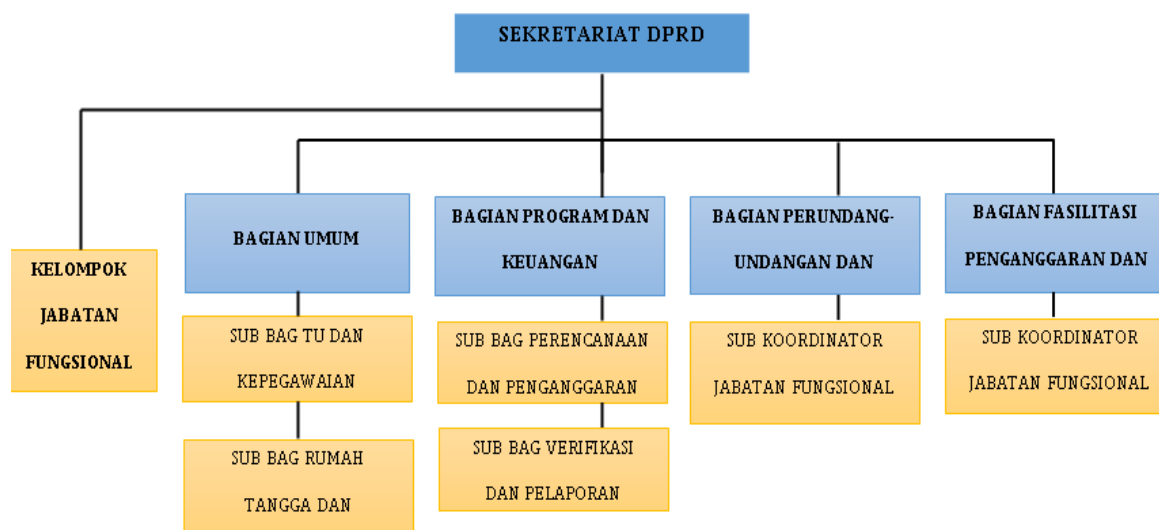 SEKRETARIAT DPRD
KELOMPOK
JABATAN
FUNGSIONAL
BAGIAN UMUM
BAGIAN PROGRAM DAN
KEUANGAN
BAGIAN PERUNDANG-
UNDANGAN DAN
BAGIAN FASILITASI
PENGANGGARAN DAN
SUB BAG TU DAN
KEPEGAWAIAN
SUB BAG PERENCANAAN
DAN PENGANGGARAN
SUB KOORDINATOR
JABATAN FUNGSIONAL
SUB KOORDINATOR
JABATAN FUNGSIONAL
SUB BAG RUMAH
TANGGA DAN
SUB BAG VERIFIKASI
DAN PELAPORAN